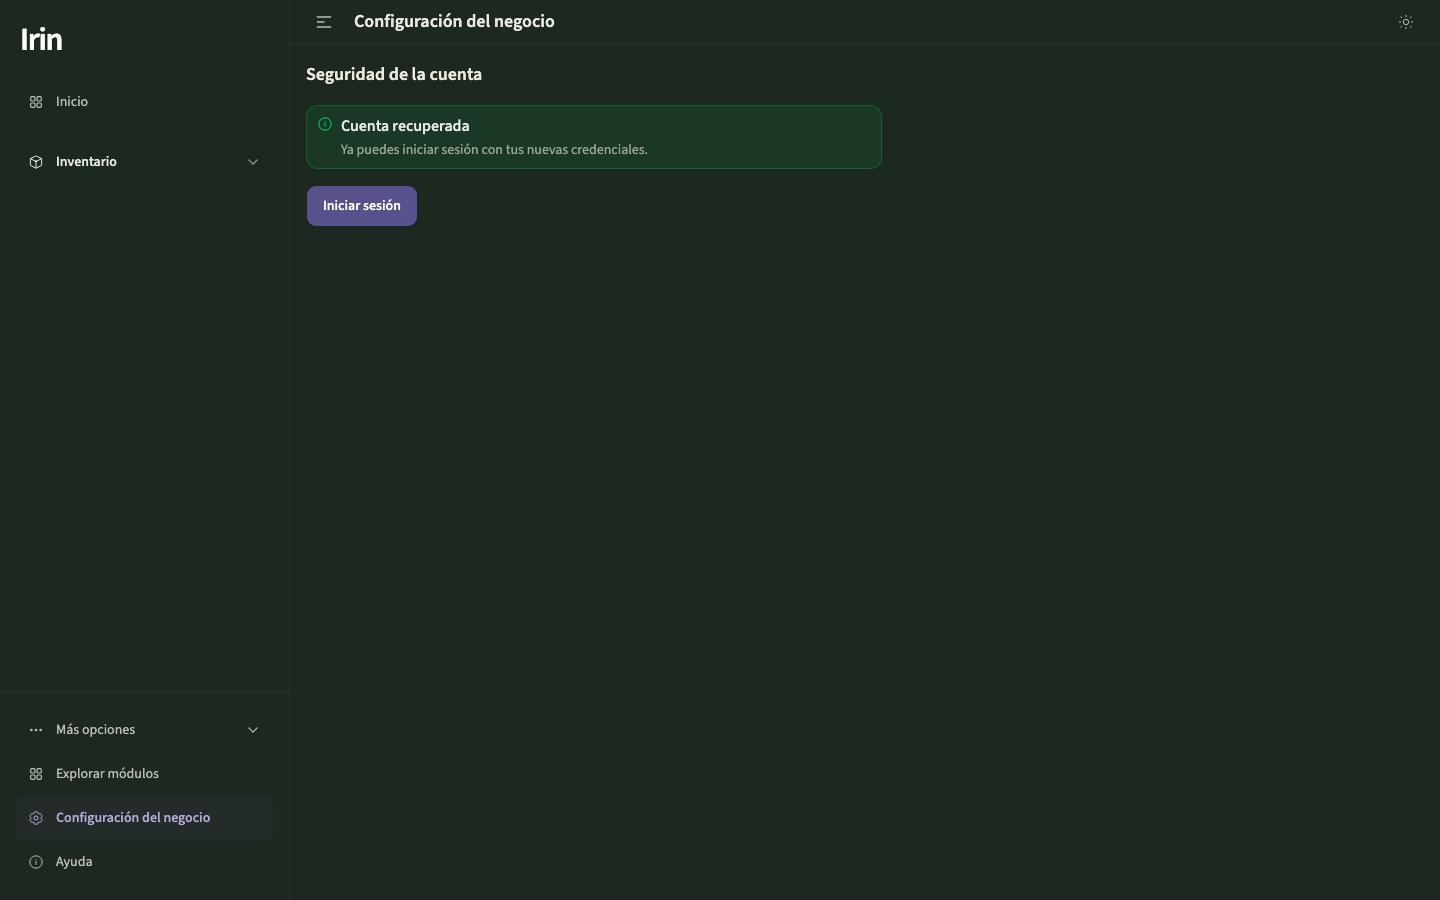 Irin
Inicio
Inventario
Más opciones
Explorar módulos
Configuración del negocio
Ayuda
Configuración del negocio
Seguridad de la cuenta
Cuenta recuperada
Ya puedes iniciar sesión con tus nuevas credenciales.
Iniciar sesión